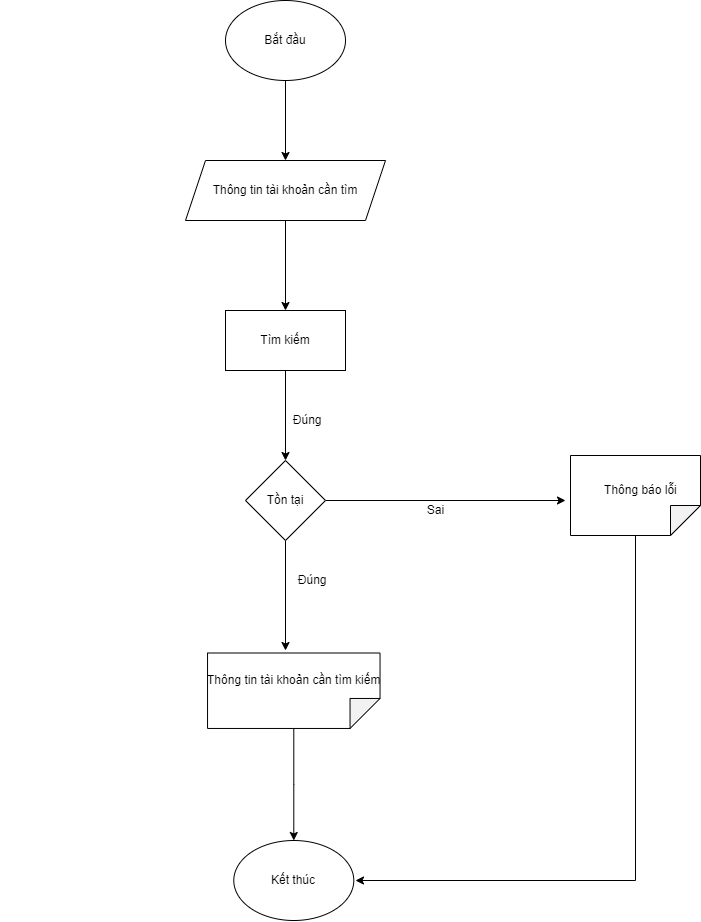 Bắt đầu
Thông tin tài khoản cần tìm
Tìm kiếm
Đúng
Tồn tại
Sai
Thông báo lỗi
Đúng
Thông tin tài khoản cần tìm kiếm
Kết thúc